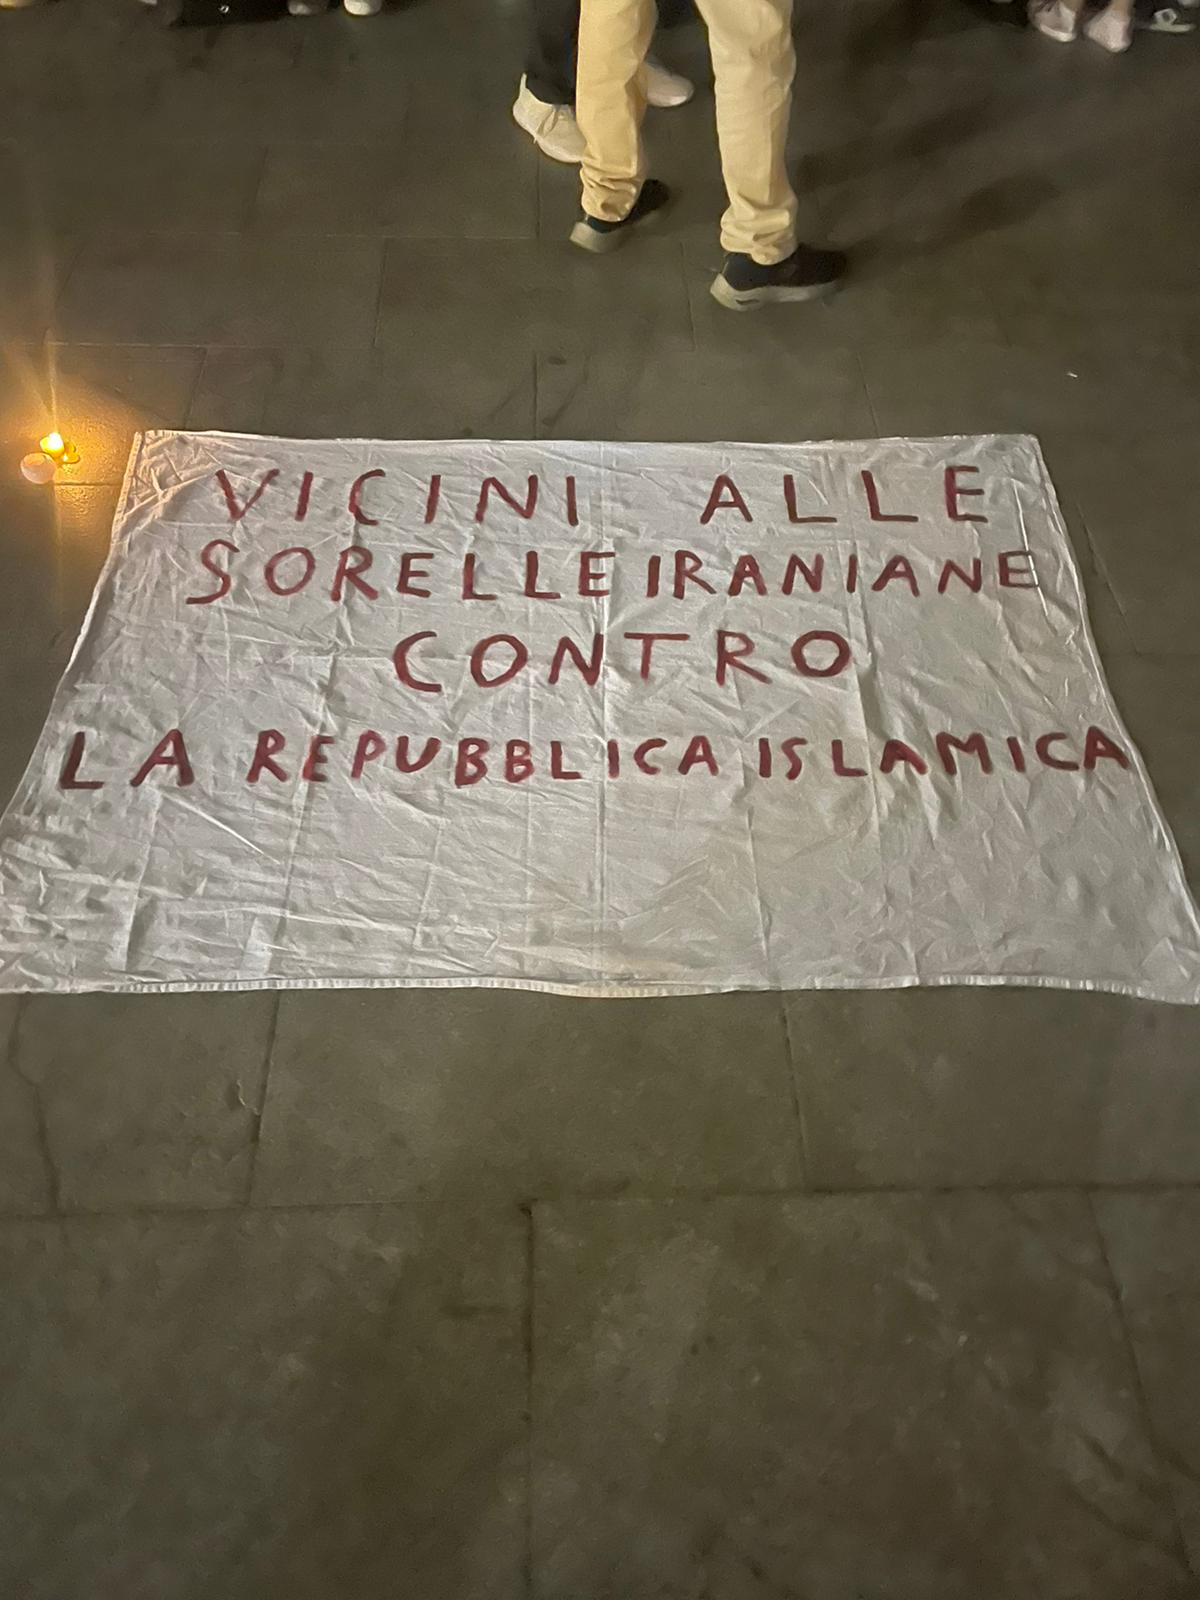 VICINI ALLE
SORELLE IRANIANE
CONTRO
LA REPUBBLICA ISLAMICA